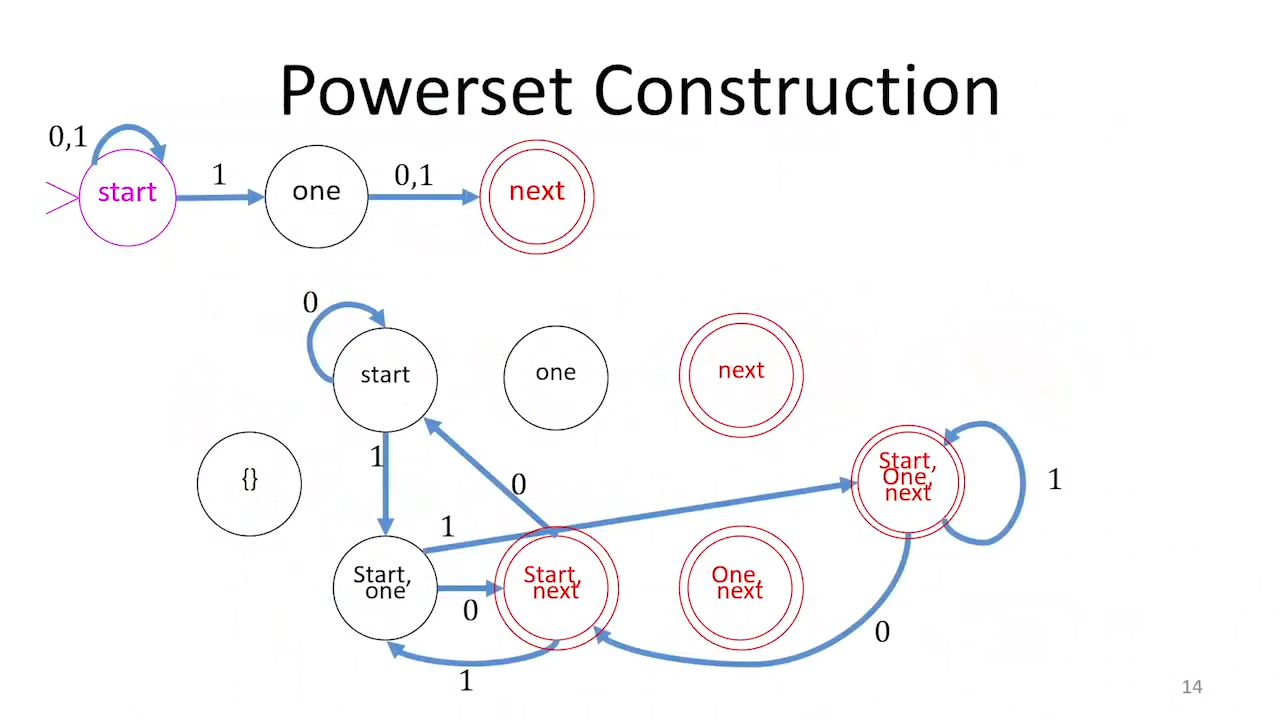 Powerset Construction
0,1
start
1
one
0,1
next
0
start
one
next
1
{}
0
Start,
One,
next
1
1
Start,
one
0
Start,
next
One,
next
0
1
14